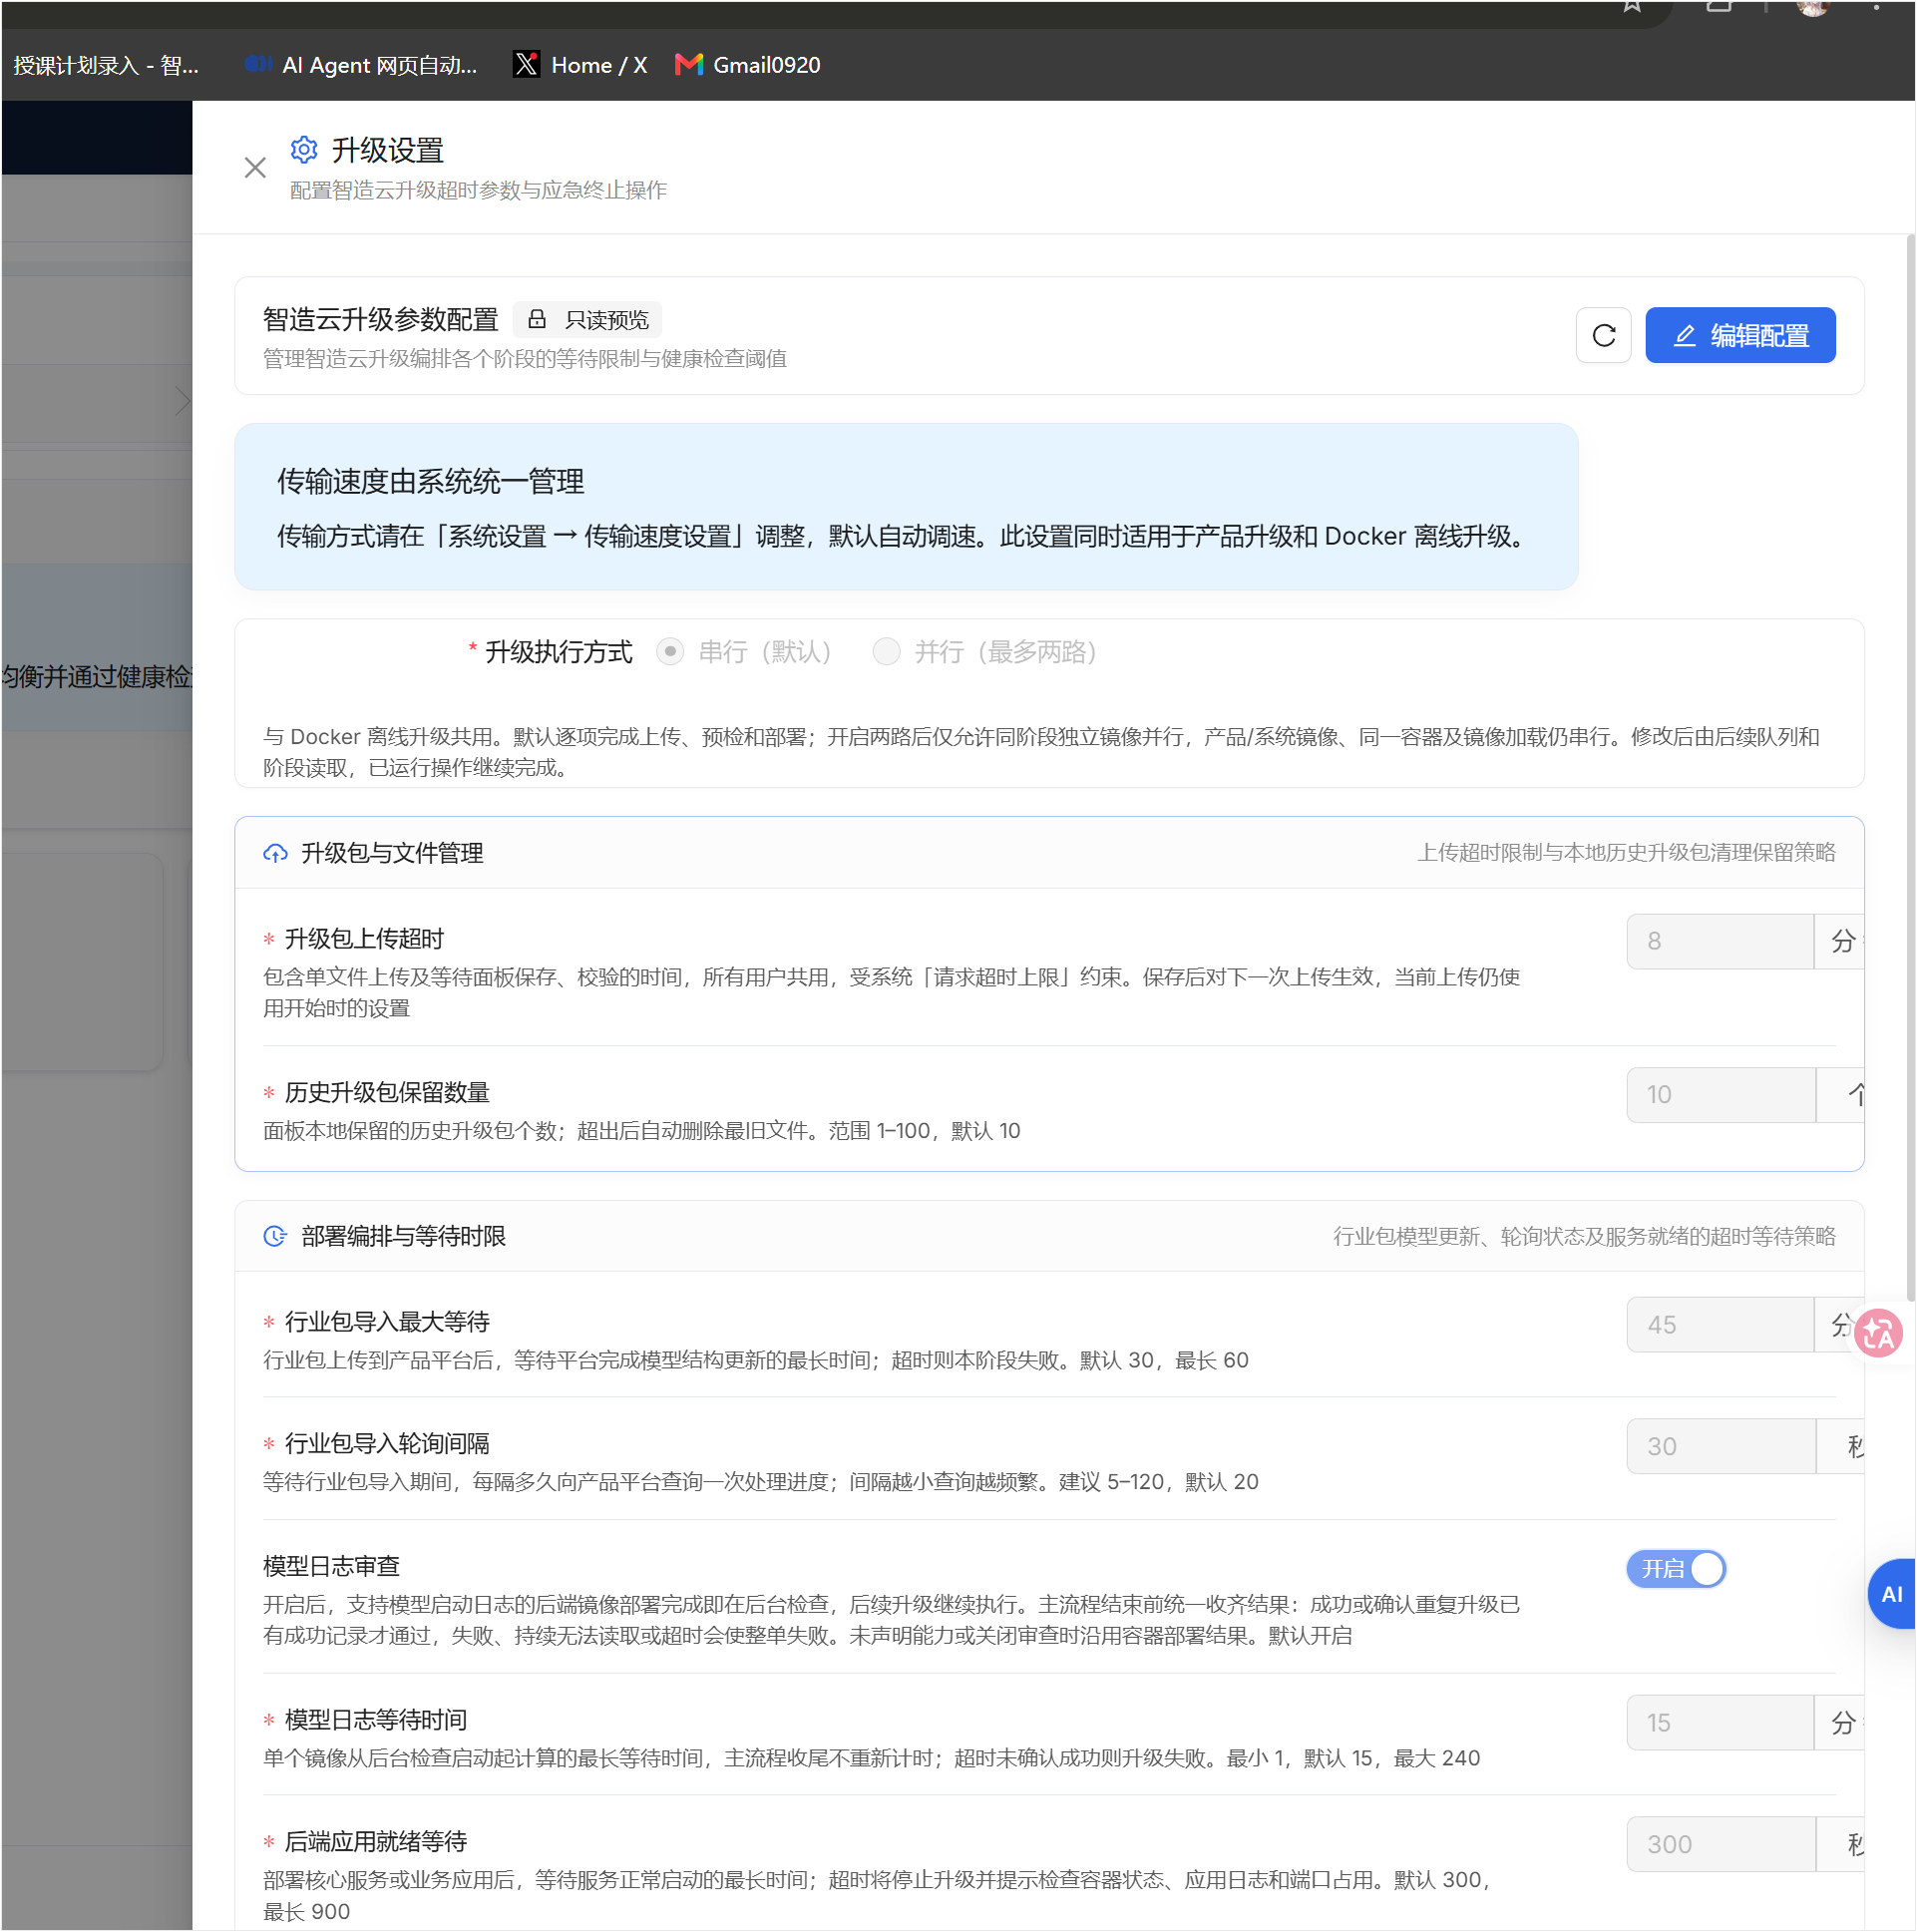 授课计划录入 - 智...
AI Agent 网页自动...
Home / X
Gmail0920
升级设置
配置智造云升级超时参数与应急终止操作
智造云升级参数配置
只读预览
管理智造云升级编排各个阶段的等待限制与健康检查阈值
编辑配置
传输速度由系统统一管理
传输方式请在「系统设置 → 传输速度设置」调整，默认自动调速。此设置同时适用于产品升级和 Docker 离线升级。
* 升级执行方式 串行（默认） 并行（最多两路）
均衡并通过健康检
与 Docker 离线升级共用。默认逐项完成上传、预检和部署；开启两路后仅允许同阶段独立镜像并行，产品/系统镜像、同一容器及镜像加载仍串行。修改后由后续队列和
阶段读取，已运行操作继续完成。
升级包与文件管理
上传超时限制与本地历史升级包清理保留策略
* 升级包上传超时
8 分
包含单文件上传及等待面板保存、校验的时间，所有用户共用，受系统「请求超时上限」约束。保存后对下一次上传生效，当前上传仍使
用开始时的设置
* 历史升级包保留数量
10 个
面板本地保留的历史升级包个数；超出后自动删除最旧文件。范围 1–100，默认 10
部署编排与等待时限
行业包模型更新、轮询状态及服务就绪的超时等待策略
* 行业包导入最大等待
45 分
行业包上传到产品平台后，等待平台完成模型结构更新的最长时间；超时则本阶段失败。默认 30，最长 60
* 行业包导入轮询间隔
30 秒
等待行业包导入期间，每隔多久向产品平台查询一次处理进度；间隔越小查询越频繁。建议 5–120，默认 20
模型日志审查
开启
开启后，支持模型启动日志的后端镜像部署完成即在后台检查，后续升级继续执行。主流程结束前统一收齐结果：成功或确认重复升级已
有成功记录才通过，失败、持续无法读取或超时会使整单失败。未声明能力或关闭审查时沿用容器部署结果。默认开启
AI
* 模型日志等待时间
15 分
单个镜像从后台检查启动起计算的最长等待时间，主流程收尾不重新计时；超时未确认成功则升级失败。最小 1，默认 15，最大 240
* 后端应用就绪等待
300 秒
部署核心服务或业务应用后，等待服务正常启动的最长时间；超时将停止升级并提示检查容器状态、应用日志和端口占用。默认 300，
最长 900